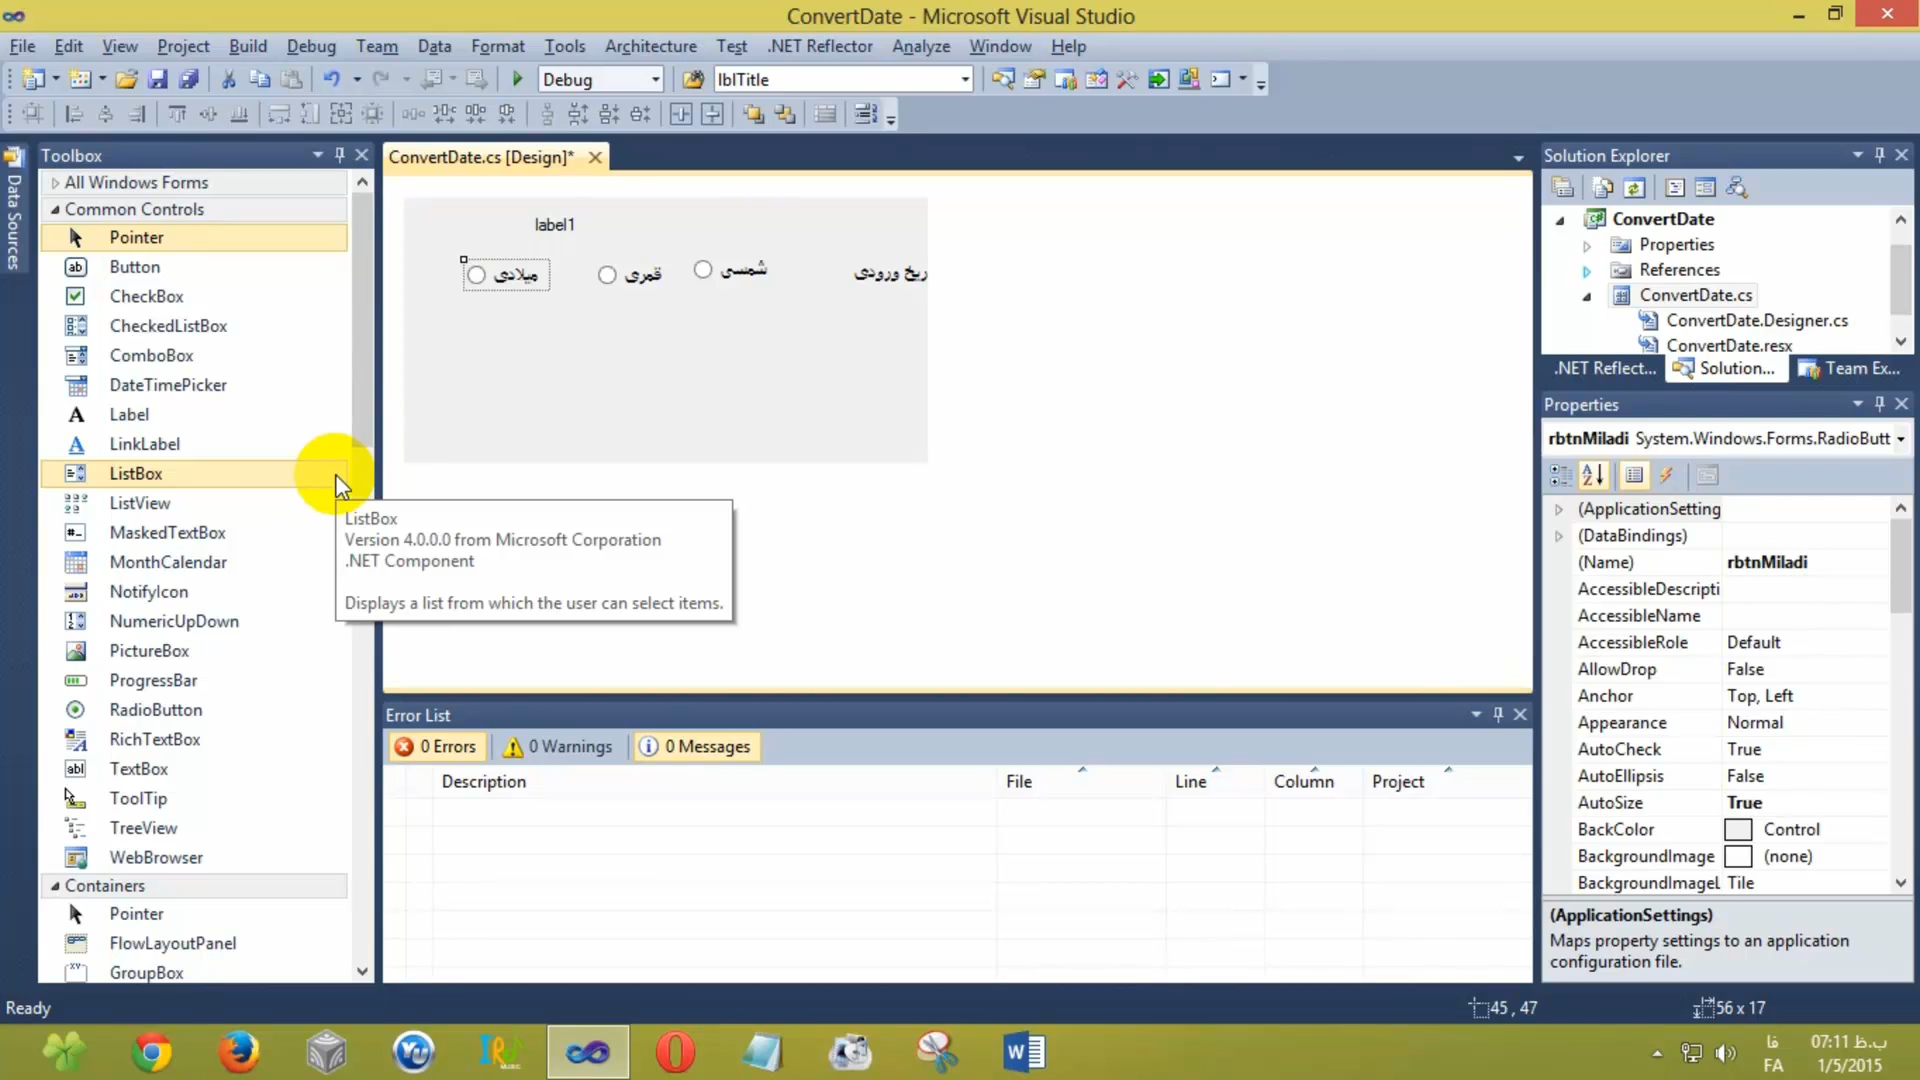 ConvertDate - Microsoft Visual Studio
File Edit View Project Build Debug Team Data Format Tools Architecture Test .NET Reflector Analyze Window Help
Debug lblTitle
Data Sources
Toolbox
All Windows Forms
Common Controls
Pointer
Button
CheckBox
CheckedListBox
ComboBox
DateTimePicker
Label
LinkLabel
ListBox
ListView
MaskedTextBox
MonthCalendar
NotifyIcon
NumericUpDown
PictureBox
ProgressBar
RadioButton
RichTextBox
TextBox
ToolTip
TreeView
WebBrowser
Containers
Pointer
FlowLayoutPanel
GroupBox
ConvertDate.cs [Design]*
label1
ریخ ورودی شمسی قمری میلادی
ListBox
Version 4.0.0.0 from Microsoft Corporation
.NET Component
Displays a list from which the user can select items.
Error List
0 Errors 0 Warnings 0 Messages
Description File Line Column Project
Solution Explorer
ConvertDate
Properties
References
ConvertDate.cs
ConvertDate.Designer.cs
ConvertDate.resx
.NET Reflect... Solution... Team Ex...
Properties
rbtnMiladi System.Windows.Forms.RadioButt
(ApplicationSetting
(DataBindings)
(Name) rbtnMiladi
AccessibleDescripti
AccessibleName
AccessibleRole Default
AllowDrop False
Anchor Top, Left
Appearance Normal
AutoCheck True
AutoEllipsis False
AutoSize True
BackColor Control
BackgroundImage (none)
BackgroundImageL Tile
(ApplicationSettings)
Maps property settings to an application
configuration file.
Ready 45 , 47 56 x 17
فا
FA
07:11 ب.ظ
1/5/2015